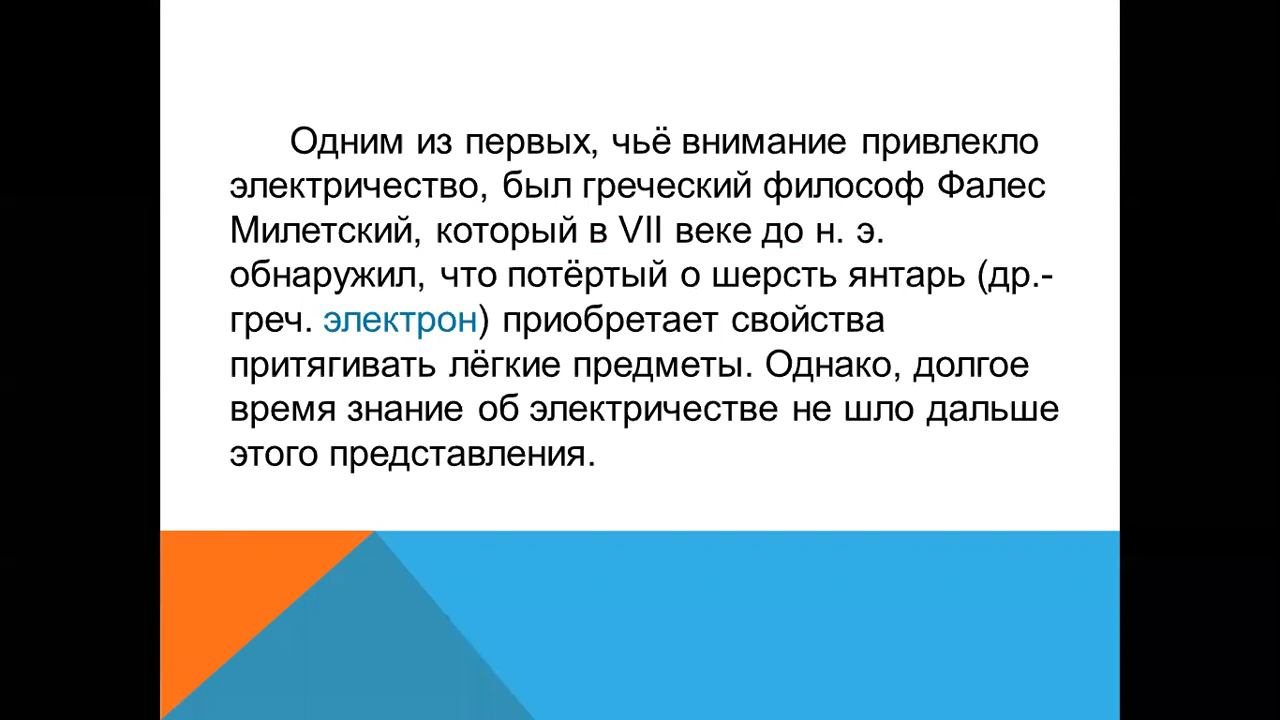 Одним из первых, чьё внимание привлекло
электричество, был греческий философ Фалес
Милетский, который в VII веке до н. э.
обнаружил, что потёртый о шерсть янтарь (др.-
греч. электрон) приобретает свойства
притягивать лёгкие предметы. Однако, долгое
время знание об электричестве не шло дальше
этого представления.